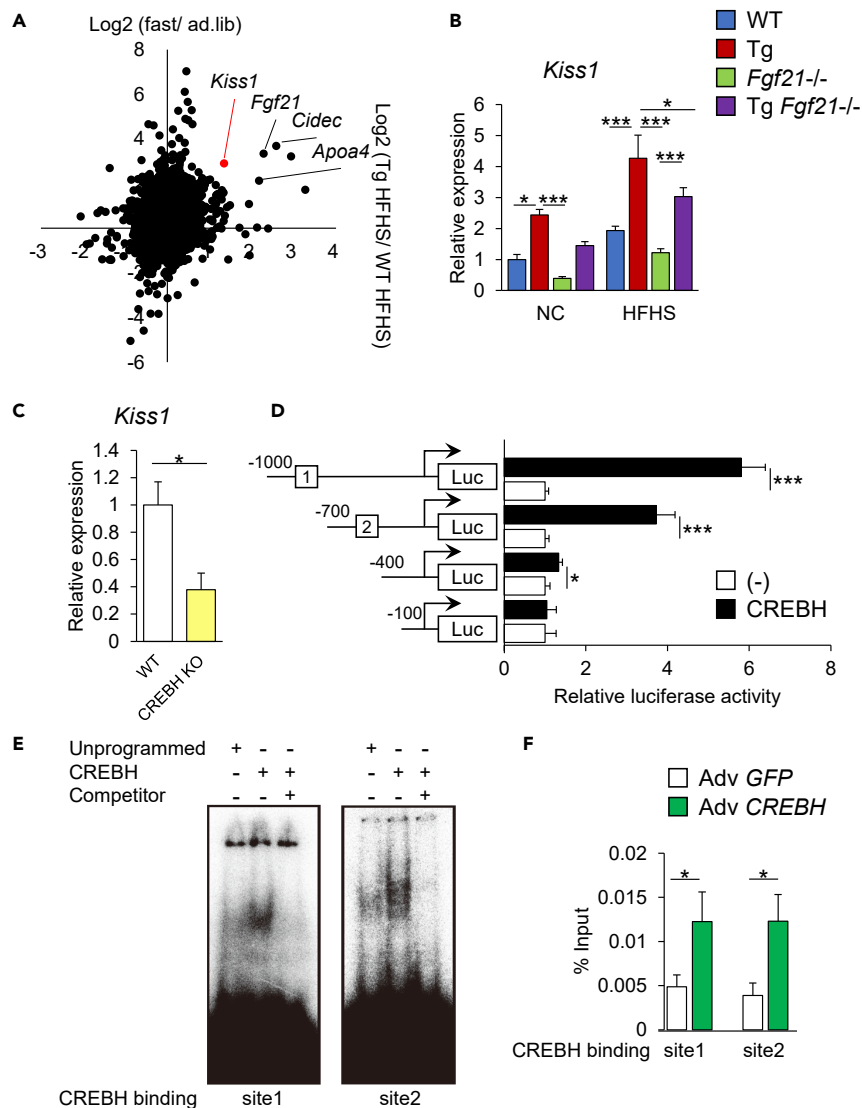 A
Log2 (fast/ ad.lib)
8
6
4
2
0
-2
-4
-6
-3
-2
-1
0
1
2
3
4
Kiss1
Fgf21
Cidec
Apoa4
Log2 (Tg HFHS/ WT HFHS)
B
WT
Tg
Fgf21-/-
Tg Fgf21-/-
Kiss1
Relative expression
6
5
4
3
2
1
0
* ***
*** ***
*
***
NC HFHS
C
Kiss1
Relative expression
1.4
1.2
1
0.8
0.6
0.4
0.2
0
*
WT
CREBH KO
D
-1000
1
Luc
***
-700
2
Luc
***
-400
Luc
*
-100
Luc
(-)
CREBH
0 2 4 6 8
Relative luciferase activity
E
Unprogrammed + - - + - -
CREBH - + + - + +
Competitor - - + - - +
CREBH binding site1 site2
F
Adv GFP
Adv CREBH
% Input
0.02
0.015
0.01
0.005
0
* *
CREBH binding site1 site2